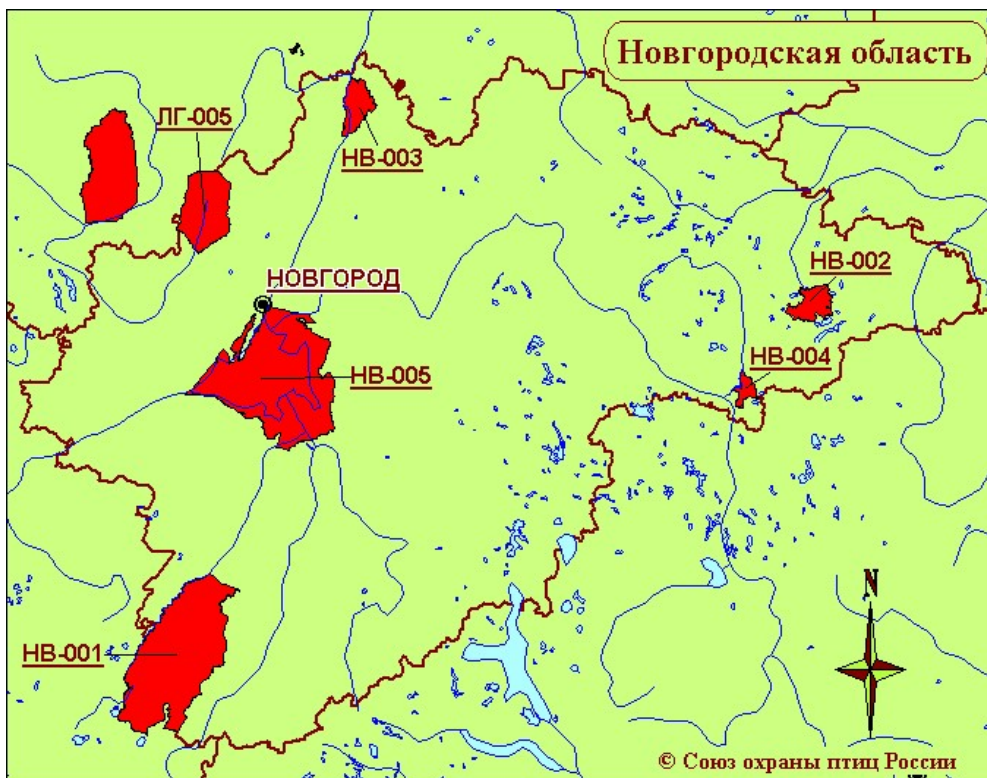 Новгородская область
ЛГ-005
НВ-003
НВ-002
НОВГОРОД
НВ-004
НВ-005
N
НВ-001
© Союз охраны птиц России